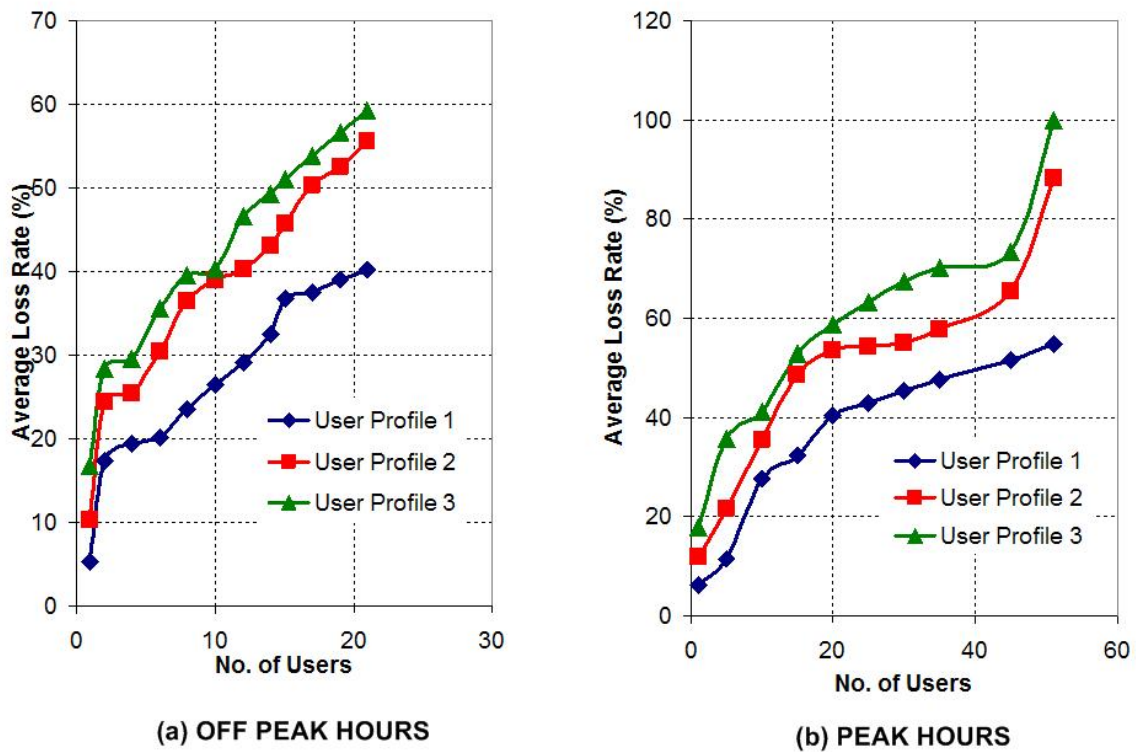 70
60
50
40
30
20
10
0
Average Loss Rate (%)
0 10 20 30
No. of Users
User Profile 1
User Profile 2
User Profile 3
(a) OFF PEAK HOURS
120
100
80
60
40
20
0
Average Loss Rate (%)
0 20 40 60
No. of Users
User Profile 1
User Profile 2
User Profile 3
(b) PEAK HOURS